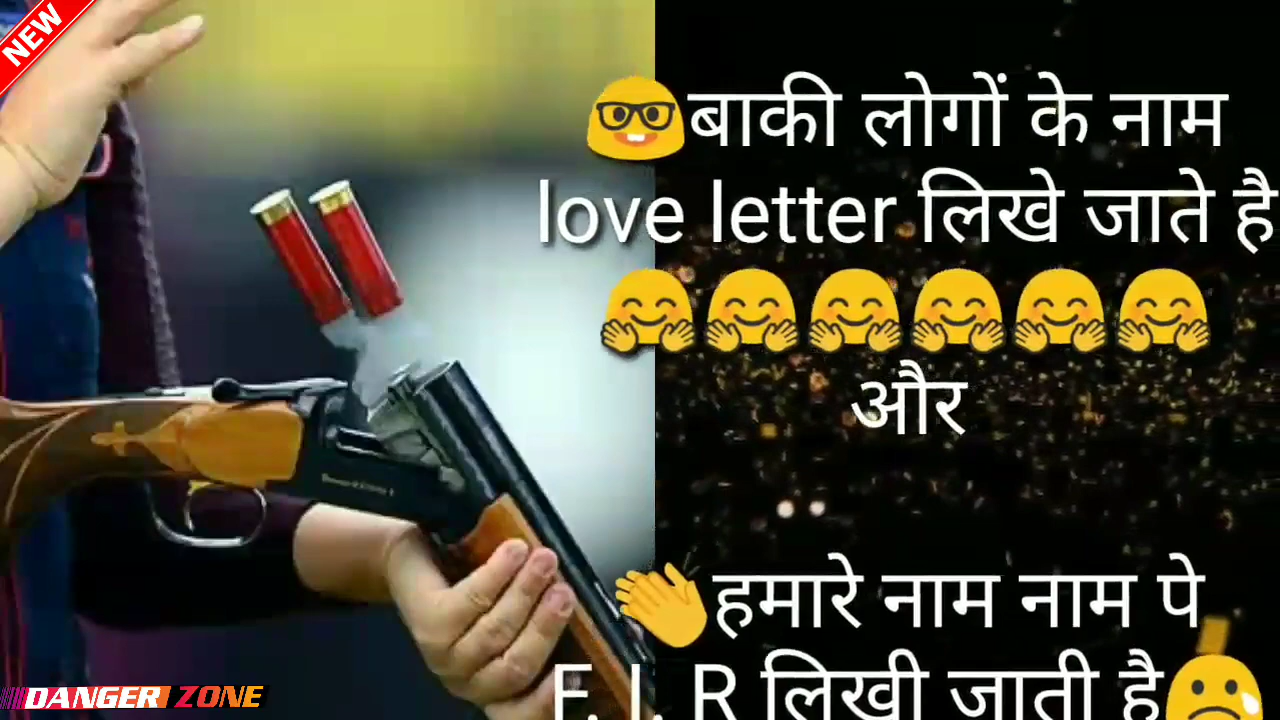 NEW
🤓बाकी लोगों के नाम
love letter लिखे जाते है
🤗🤗🤗🤗🤗🤗
और
👏हमारे नाम नाम पे
F. I. R लिखी जाती है😢
DANGER ZONE